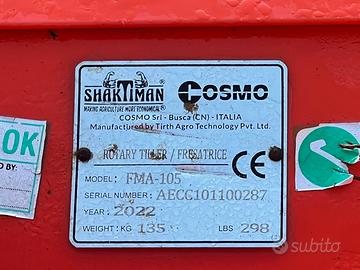 SHAKTIMAN
MAKING AGRICULTURE MORE ECONOMICAL®
COSMO
COSMO Srl - Busca (CN) - ITALIA
Manufactured by Tirth Agro Technology Pvt. Ltd.
ROTARY TILLER / FRESATRICE
CE
MODEL: FMA-105
SERIAL NUMBER: AECC101100287
YEAR: 2022
WEIGHT: KG 135 LBS 298
OK
BY:
subito